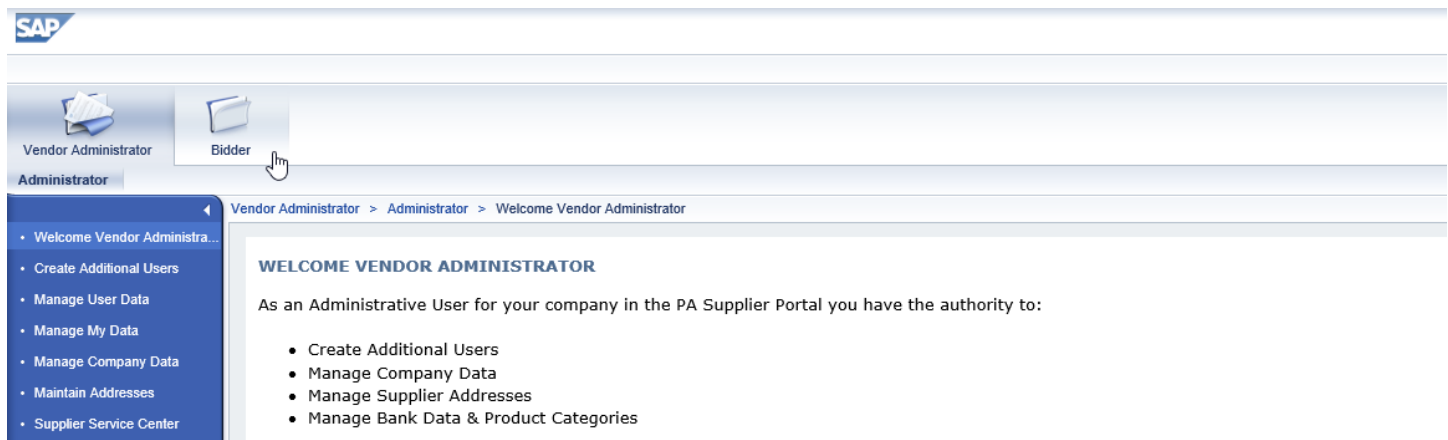 SAP
Vendor Administrator
Bidder
Administrator
Vendor Administrator > Administrator > Welcome Vendor Administrator
• Welcome Vendor Administra...
• Create Additional Users
• Manage User Data
• Manage My Data
• Manage Company Data
• Maintain Addresses
• Supplier Service Center
WELCOME VENDOR ADMINISTRATOR
As an Administrative User for your company in the PA Supplier Portal you have the authority to:
• Create Additional Users
• Manage Company Data
• Manage Supplier Addresses
• Manage Bank Data & Product Categories